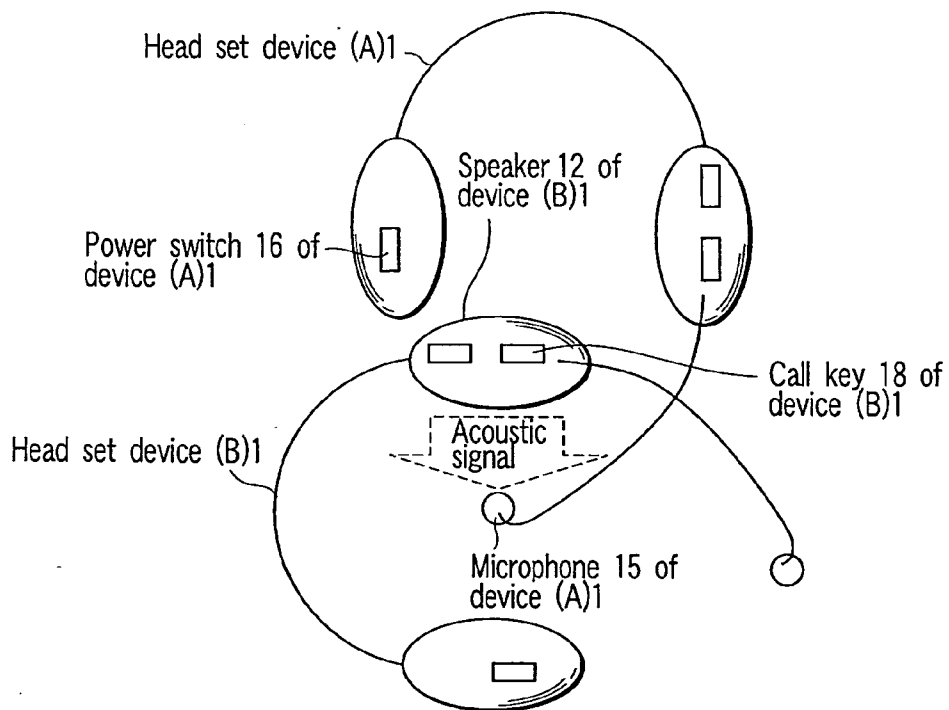 Head set device (A)1
Speaker 12 of
device (B)1
Power switch 16 of
device (A)1
Call key 18 of
device (B)1
Acoustic
signal
Head set device (B)1
Microphone 15 of
device (A)1